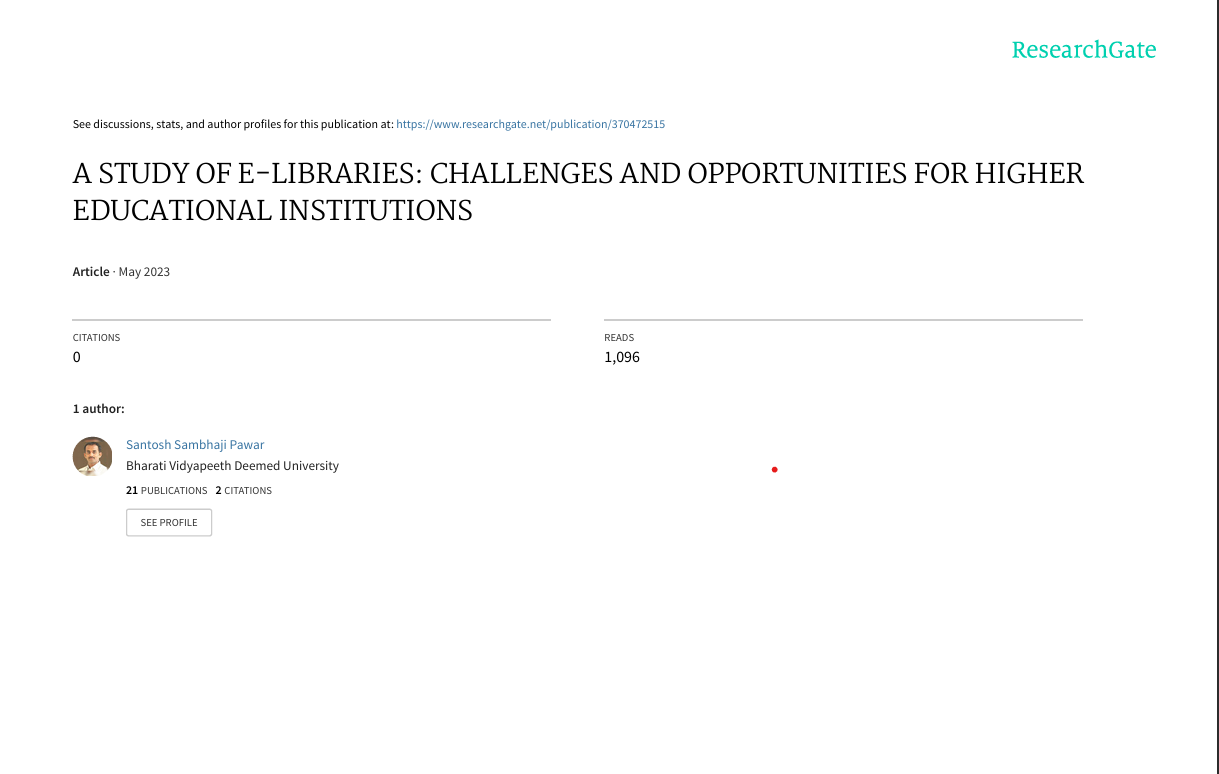 ResearchGate
See discussions, stats, and author profiles for this publication at: https://www.researchgate.net/publication/370472515
A STUDY OF E-LIBRARIES: CHALLENGES AND OPPORTUNITIES FOR HIGHER
EDUCATIONAL INSTITUTIONS
Article · May 2023
CITATIONS
0
READS
1,096
1 author:
Santosh Sambhaji Pawar
Bharati Vidyapeeth Deemed University
21 PUBLICATIONS 2 CITATIONS
SEE PROFILE